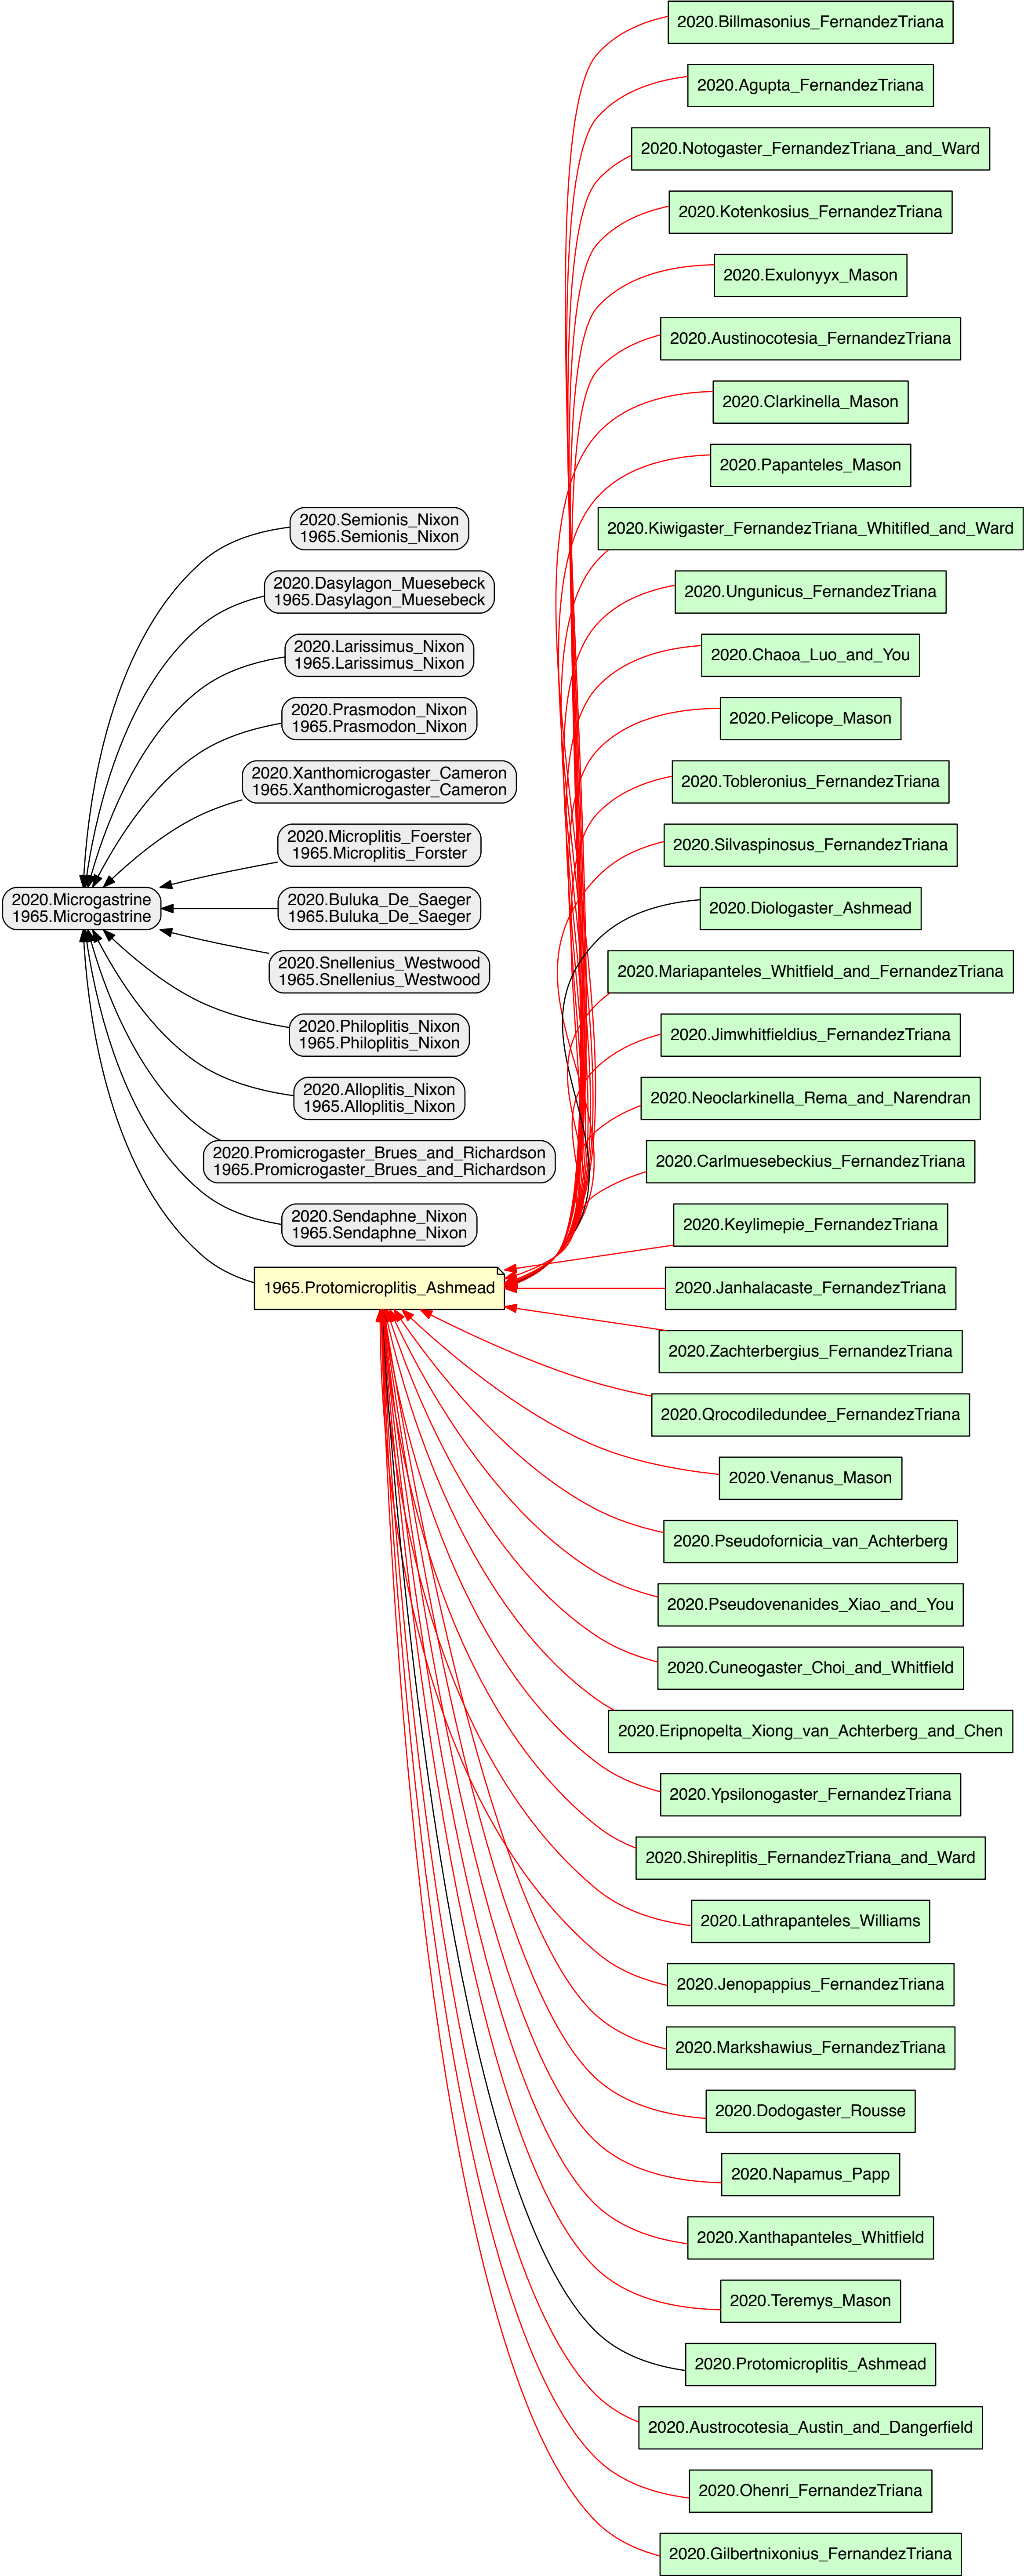 2020.Billmasonius_FernandezTriana
2020.Agupta_FernandezTriana
2020.Notogaster_FernandezTriana_and_Ward
2020.Kotenkosius_FernandezTriana
2020.Exulonyyx_Mason
2020.Austinocotesia_FernandezTriana
2020.Clarkinella_Mason
2020.Papanteles_Mason
2020.Semionis_Nixon
1965.Semionis_Nixon
2020.Kiwigaster_FernandezTriana_Whitifled_and_Ward
2020.Dasylagon_Muesebeck
1965.Dasylagon_Muesebeck
2020.Ungunicus_FernandezTriana
2020.Larissimus_Nixon
1965.Larissimus_Nixon
2020.Chaoa_Luo_and_You
2020.Prasmodon_Nixon
1965.Prasmodon_Nixon
2020.Pelicope_Mason
2020.Xanthomicrogaster_Cameron
1965.Xanthomicrogaster_Cameron
2020.Tobleronius_FernandezTriana
2020.Microplitis_Foerster
1965.Microplitis_Forster
2020.Silvaspinosus_FernandezTriana
2020.Microgastrine
1965.Microgastrine
2020.Buluka_De_Saeger
1965.Buluka_De_Saeger
2020.Diologaster_Ashmead
2020.Snellenius_Westwood
1965.Snellenius_Westwood
2020.Mariapanteles_Whitfield_and_FernandezTriana
2020.Philoplitis_Nixon
1965.Philoplitis_Nixon
2020.Jimwhitfieldius_FernandezTriana
2020.Alloplitis_Nixon
1965.Alloplitis_Nixon
2020.Neoclarkinella_Rema_and_Narendran
2020.Promicrogaster_Brues_and_Richardson
1965.Promicrogaster_Brues_and_Richardson
2020.Carlmuesebeckius_FernandezTriana
2020.Sendaphne_Nixon
1965.Sendaphne_Nixon
2020.Keylimepie_FernandezTriana
1965.Protomicroplitis_Ashmead
2020.Janhalacaste_FernandezTriana
2020.Zachterbergius_FernandezTriana
2020.Qrocodiledundee_FernandezTriana
2020.Venanus_Mason
2020.Pseudofornicia_van_Achterberg
2020.Pseudovenanides_Xiao_and_You
2020.Cuneogaster_Choi_and_Whitfield
2020.Eripnopelta_Xiong_van_Achterberg_and_Chen
2020.Ypsilonogaster_FernandezTriana
2020.Shireplitis_FernandezTriana_and_Ward
2020.Lathrapanteles_Williams
2020.Jenopappius_FernandezTriana
2020.Markshawius_FernandezTriana
2020.Dodogaster_Rousse
2020.Napamus_Papp
2020.Xanthapanteles_Whitfield
2020.Teremys_Mason
2020.Protomicroplitis_Ashmead
2020.Austrocotesia_Austin_and_Dangerfield
2020.Ohenri_FernandezTriana
2020.Gilbertnixonius_FernandezTriana